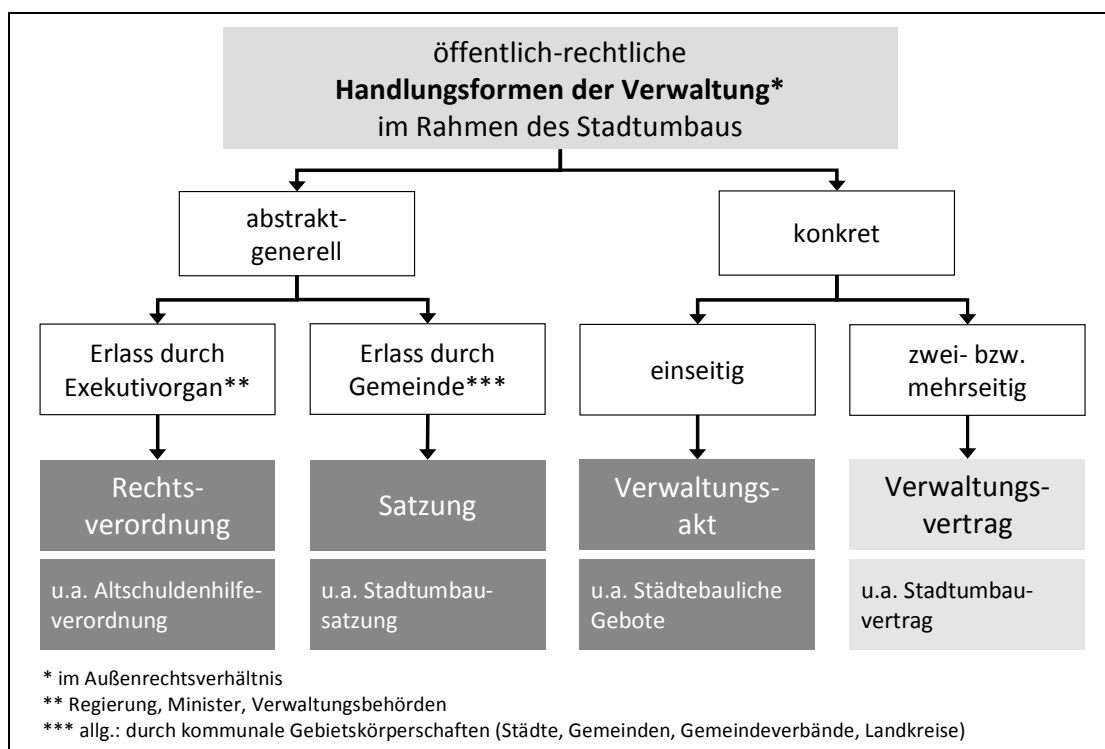 öffentlich-rechtliche
Handlungsformen der Verwaltung*
im Rahmen des Stadtumbaus
abstrakt-
generell
konkret
Erlass durch
Exekutivorgan**
Erlass durch
Gemeinde***
einseitig
zwei- bzw.
mehrseitig
Rechts-
verordnung
Satzung
Verwaltungs-
akt
Verwaltungs-
vertrag
u.a. Altschuldenhilfe-
verordnung
u.a. Stadtumbau-
satzung
u.a. Städtebauliche
Gebote
u.a. Stadtumbau-
vertrag
* im Außenrechtsverhältnis
** Regierung, Minister, Verwaltungsbehörden
*** allg.: durch kommunale Gebietskörperschaften (Städte, Gemeinden, Gemeindeverbände, Landkreise)